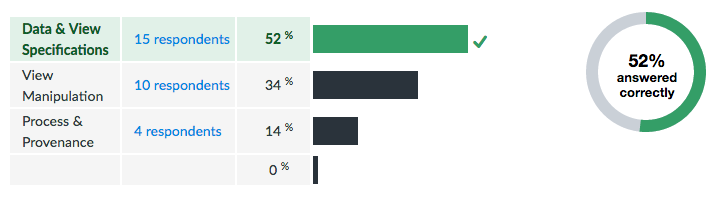 Data & View
Specifications
15 respondents
52 %
View
Manipulation
10 respondents
34 %
Process &
Provenance
4 respondents
14 %
0 %
52%
answered
correctly